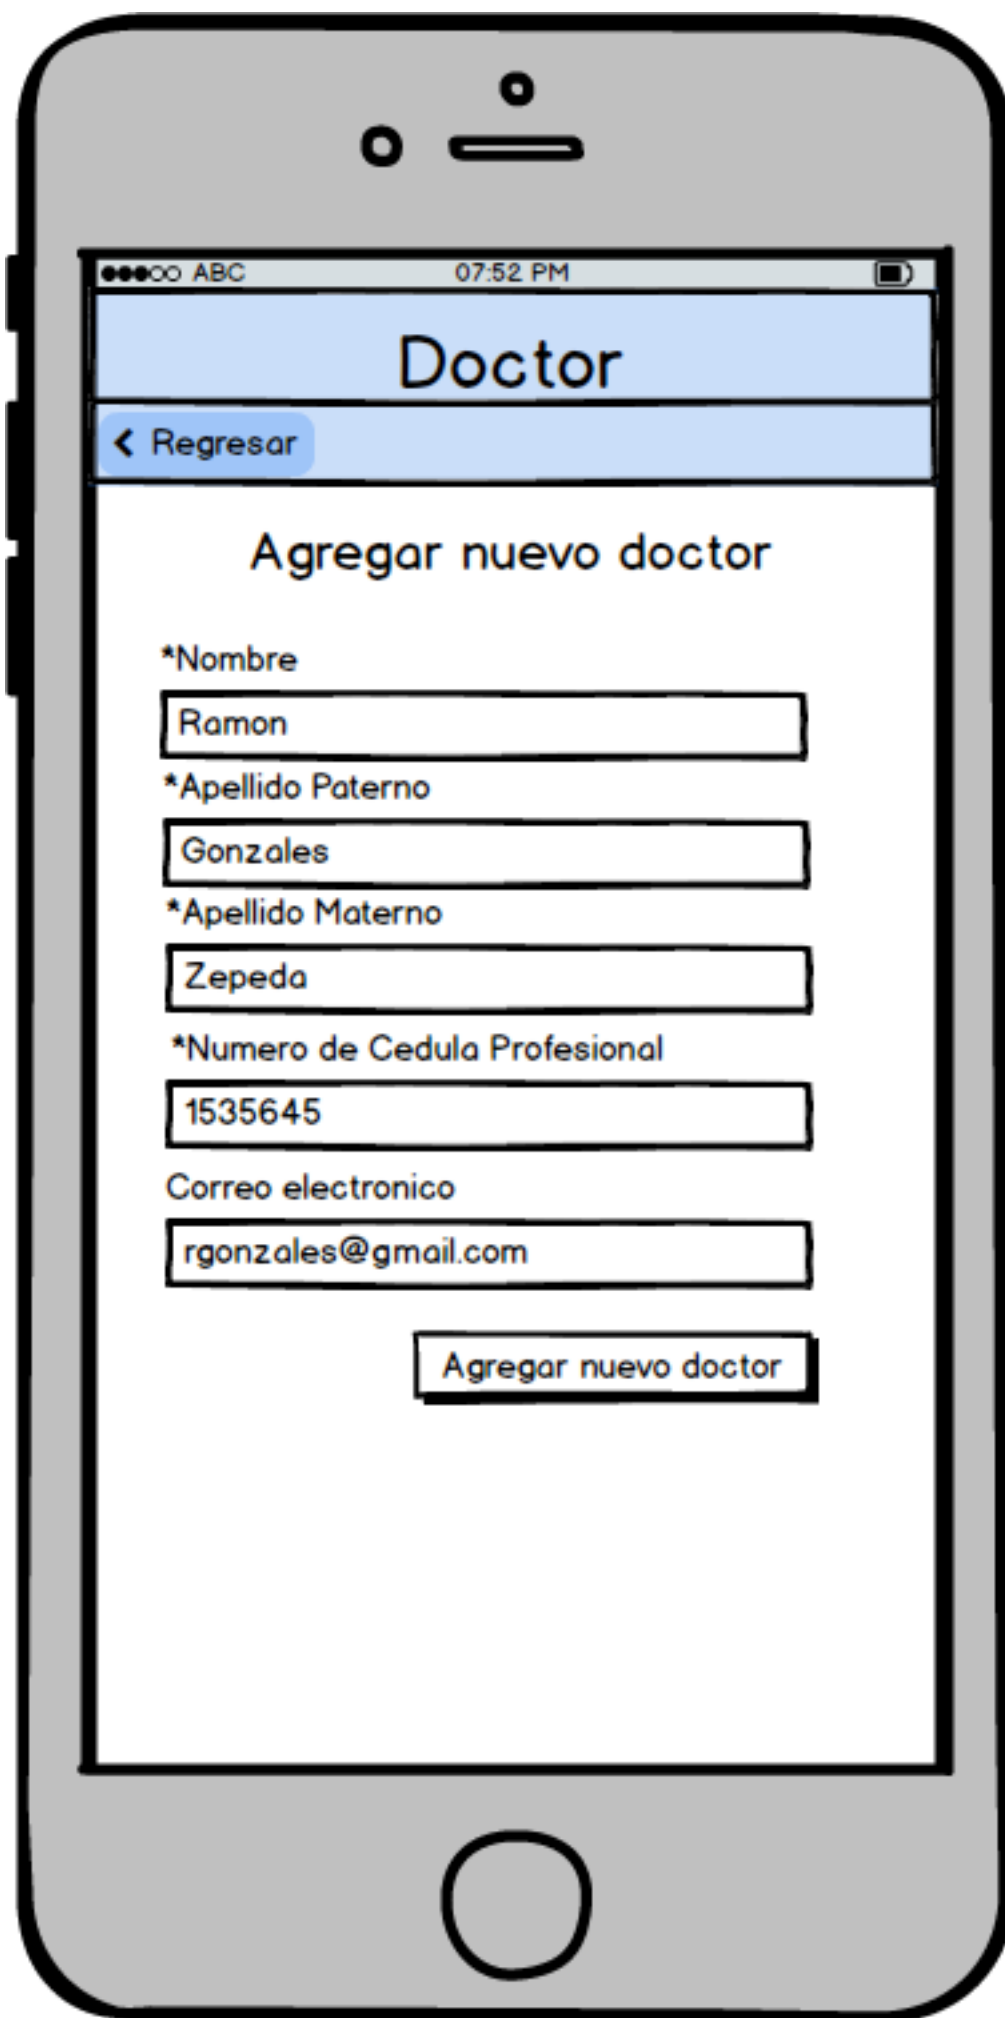 ABC 07:52 PM
Doctor
Regresar
Agregar nuevo doctor
*Nombre
Ramon
*Apellido Paterno
Gonzales
*Apellido Materno
Zepeda
*Numero de Cedula Profesional
1535645
Correo electronico
rgonzales@gmail.com
Agregar nuevo doctor